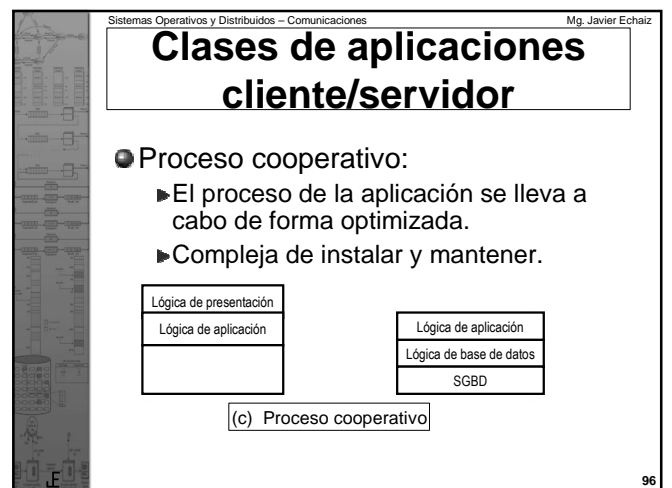 Sistemas Operativos y Distribuidos – Comunicaciones
Mg. Javier Echaiz
Clases de aplicaciones
cliente/servidor
Proceso cooperativo:
El proceso de la aplicación se lleva a
cabo de forma optimizada.
Compleja de instalar y mantener.
Lógica de presentación
Lógica de aplicación
Lógica de aplicación
Lógica de base de datos
SGBD
(c) Proceso cooperativo
JE
96